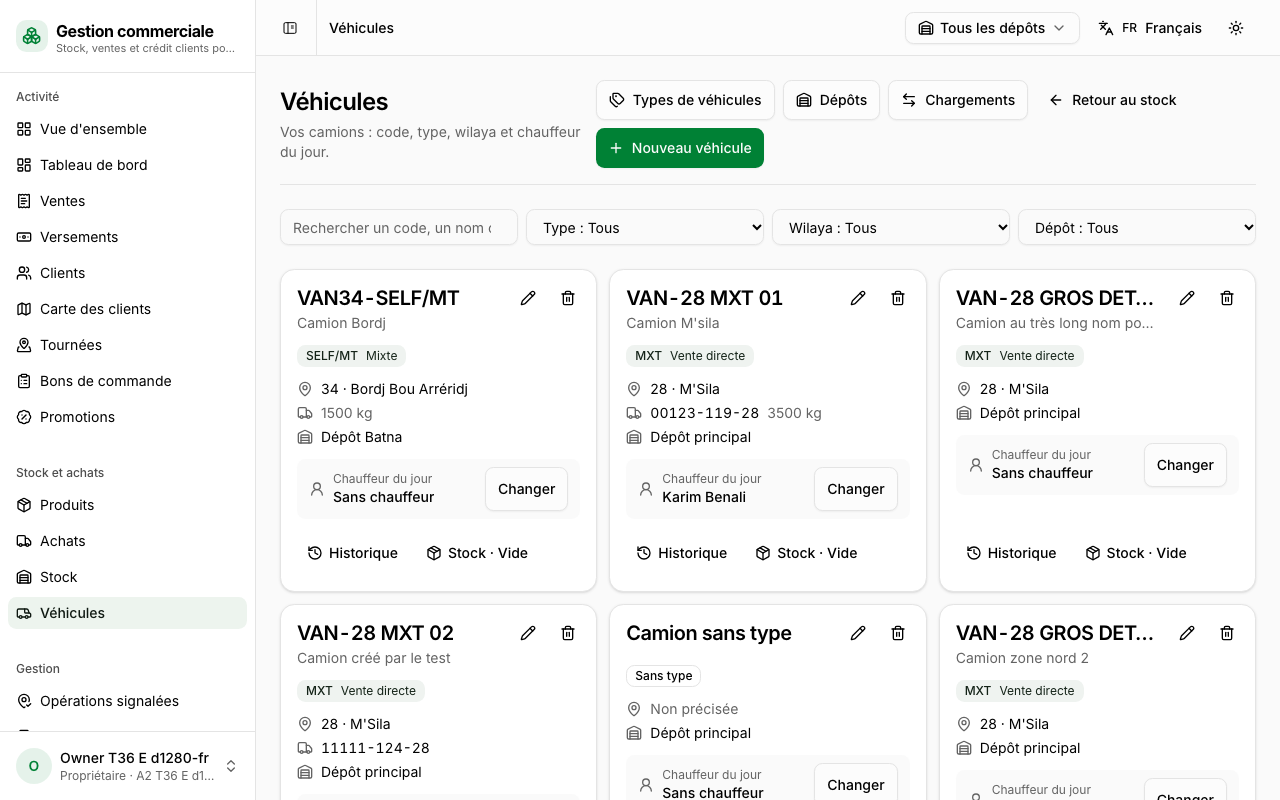 Gestion commerciale
Stock, ventes et crédit clients po...
Activité
Vue d'ensemble
Tableau de bord
Ventes
Versements
Clients
Carte des clients
Tournées
Bons de commande
Promotions
Stock et achats
Produits
Achats
Stock
Véhicules
Gestion
Opérations signalées
O
Owner T36 E d1280-fr
Propriétaire · A2 T36 E d1...
Véhicules
Tous les dépôts
FR Français
Véhicules
Vos camions : code, type, wilaya et chauffeur
du jour.
Types de véhicules
Dépôts
Chargements
Retour au stock
Nouveau véhicule
Rechercher un code, un nom
Type : Tous
Wilaya : Tous
Dépôt : Tous
VAN34-SELF/MT
Camion Bordj
SELF/MT Mixte
34 · Bordj Bou Arréridj
1500 kg
Dépôt Batna
Chauffeur du jour
Sans chauffeur
Changer
Historique
Stock · Vide
VAN-28 MXT 01
Camion M'sila
MXT Vente directe
28 · M'Sila
00123-119-28 3500 kg
Dépôt principal
Chauffeur du jour
Karim Benali
Changer
Historique
Stock · Vide
VAN-28 GROS DET...
Camion au très long nom po...
MXT Vente directe
28 · M'Sila
Dépôt principal
Chauffeur du jour
Sans chauffeur
Changer
Historique
Stock · Vide
VAN-28 MXT 02
Camion créé par le test
MXT Vente directe
28 · M'Sila
11111-124-28
Dépôt principal
Camion sans type
Sans type
Non précisée
Dépôt principal
Chauffeur du jour
Sans chauffeur
Changer
VAN-28 GROS DET...
Camion zone nord 2
MXT Vente directe
28 · M'Sila
Dépôt principal
Chauffeur du jour
Changer